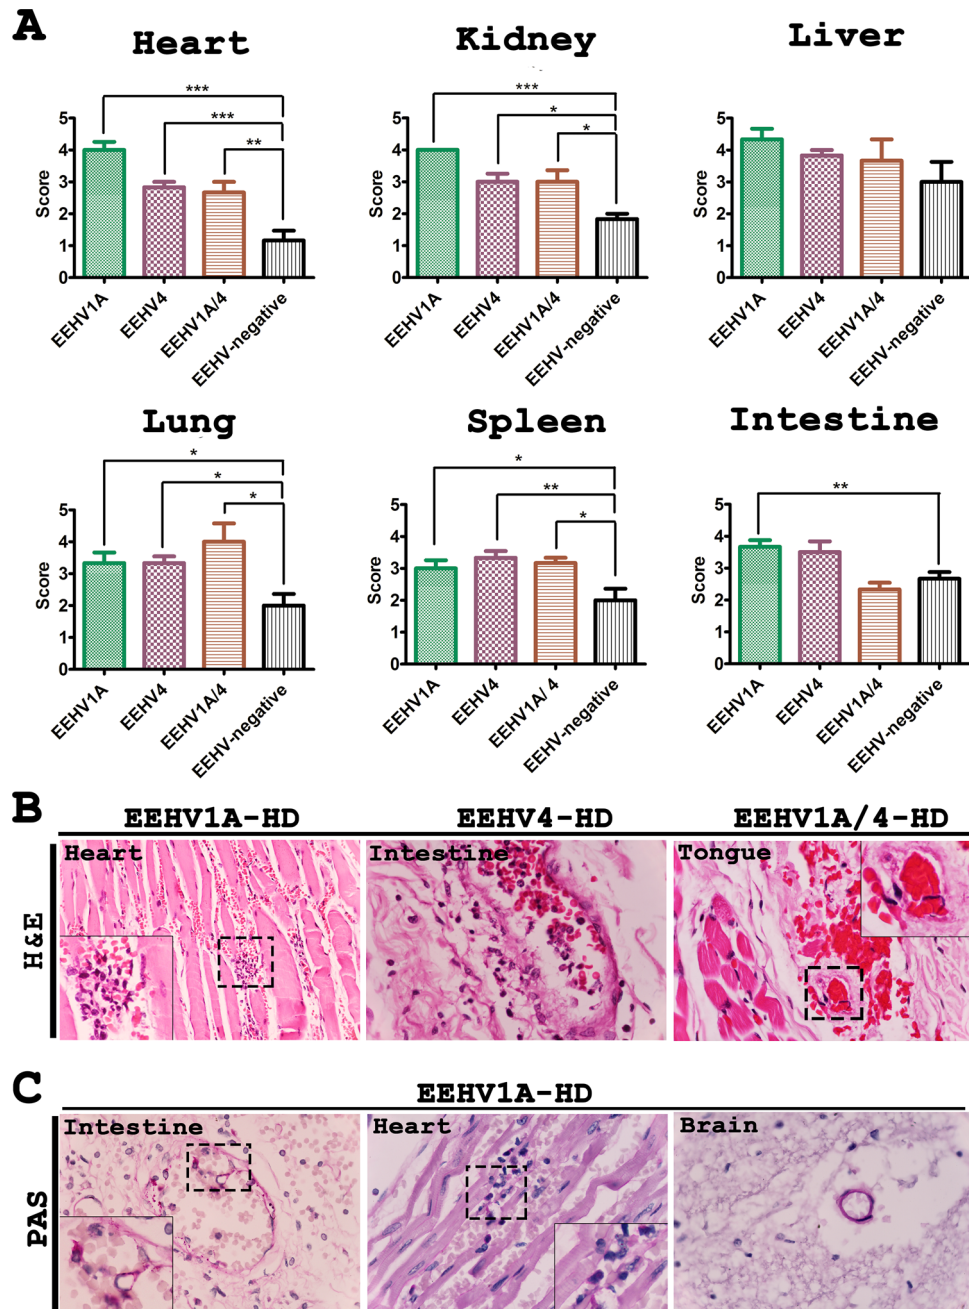 A
Heart
Kidney
Liver
***
***
**
5
4
3
2
1
0
Score
EEHV1A
EEHV4
EEHV1A/4
EEHV-negative
***
*
*
5
4
3
2
1
0
Score
EEHV1A
EEHV4
EEHV1A/4
EEHV-negative
5
4
3
2
1
0
Score
EEHV1A
EEHV4
EEHV1A/4
EEHV-negative
Lung
Spleen
Intestine
*
*
*
5
4
3
2
1
0
Score
EEHV1A
EEHV4
EEHV1A/4
EEHV-negative
*
**
*
5
4
3
2
1
0
Score
EEHV1A
EEHV4
EEHV1A/ 4
EEHV-negative
**
5
4
3
2
1
0
Score
EEHV1A
EEHV4
EEHV1A/4
EEHV-negative
B
EEHV1A-HD
EEHV4-HD
EEHV1A/4-HD
H&E
Heart
Intestine
Tongue
C
EEHV1A-HD
PAS
Intestine
Heart
Brain